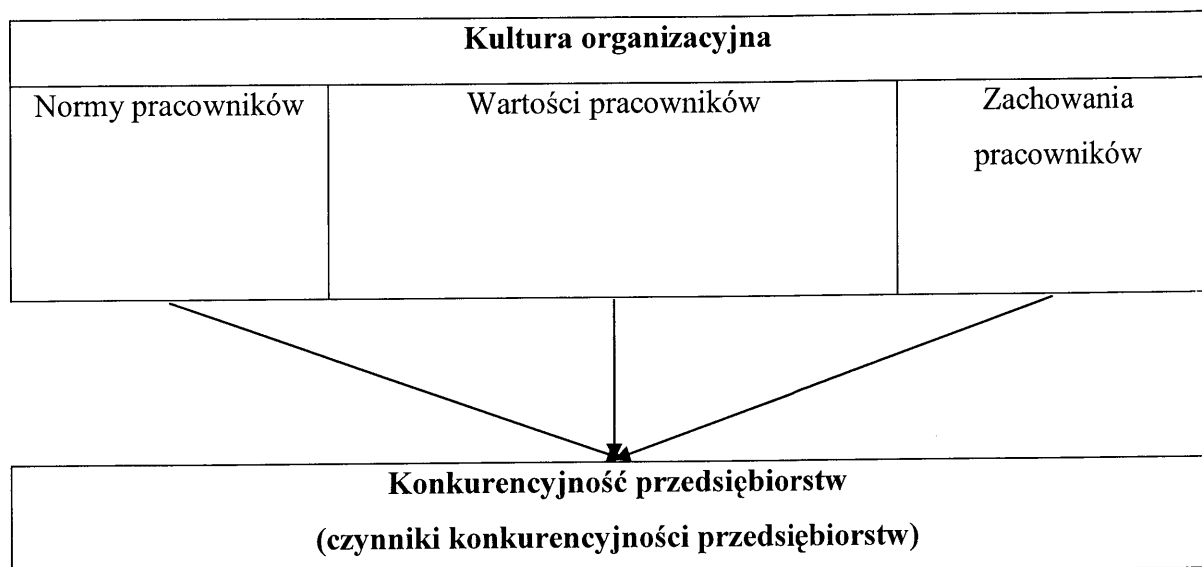 Kultura organizacyjna
Normy pracowników
Wartości pracowników
Zachowania
pracowników
Konkurencyjność przedsiębiorstw
(czynniki konkurencyjności przedsiębiorstw)